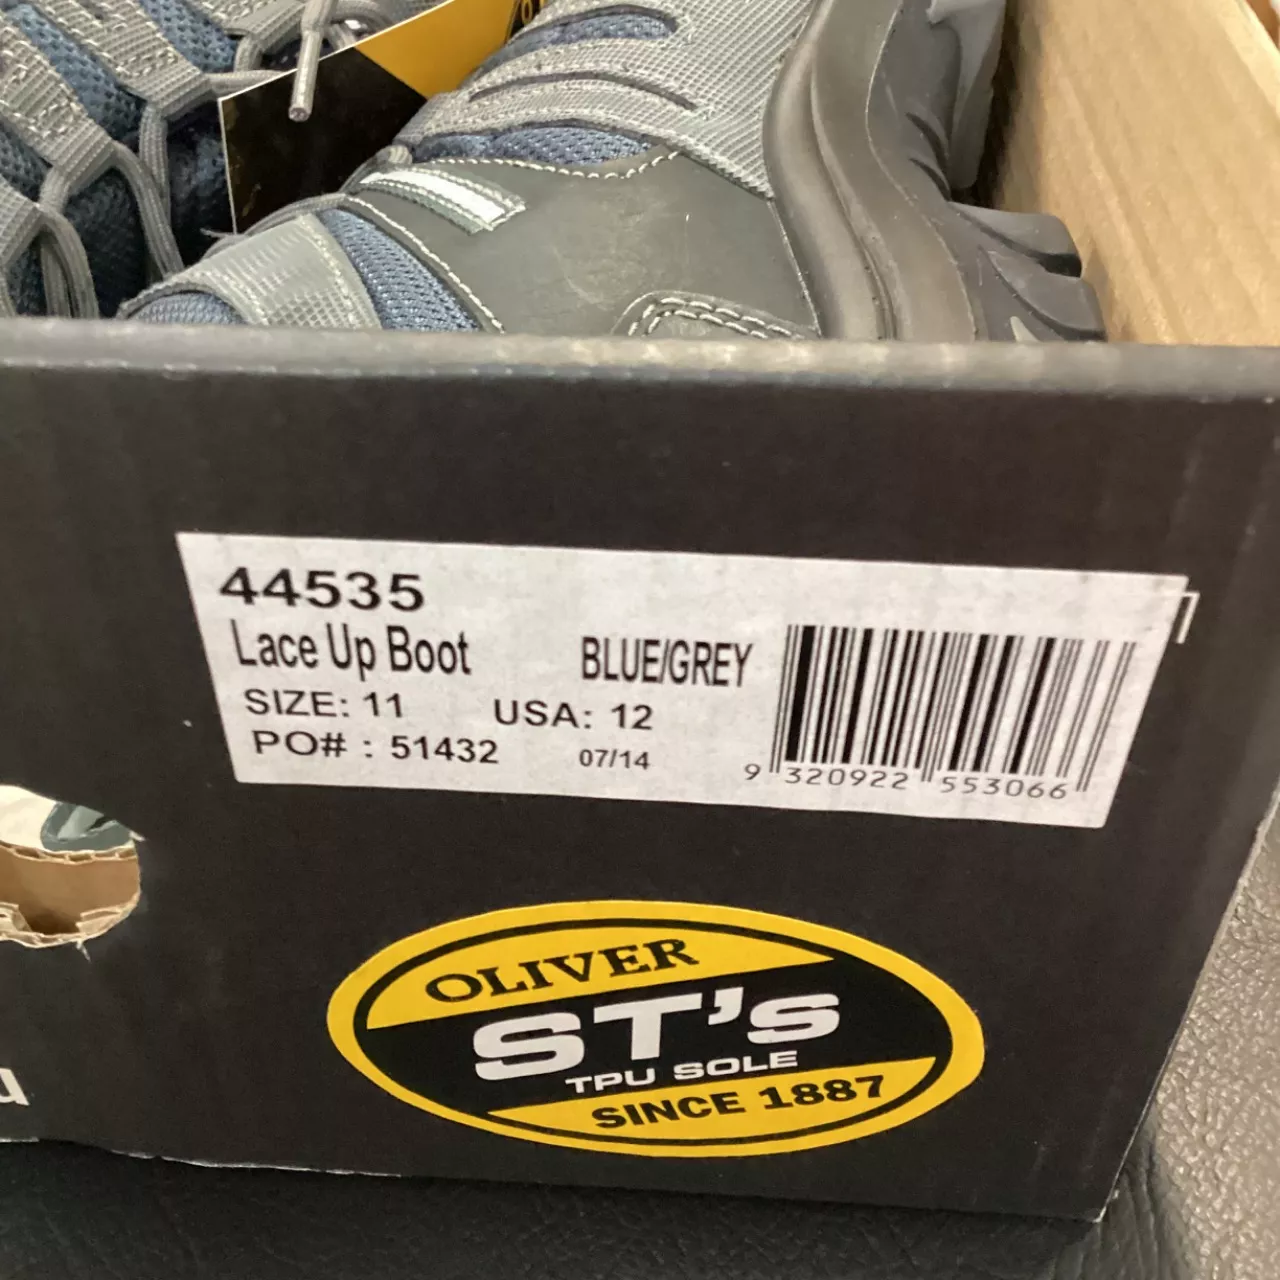 44535
Lace Up Boot BLUE/GREY
SIZE: 11 USA: 12
PO# : 51432 07/14
9 320922 553066
OLIVER
ST's
TPU SOLE
SINCE 1887